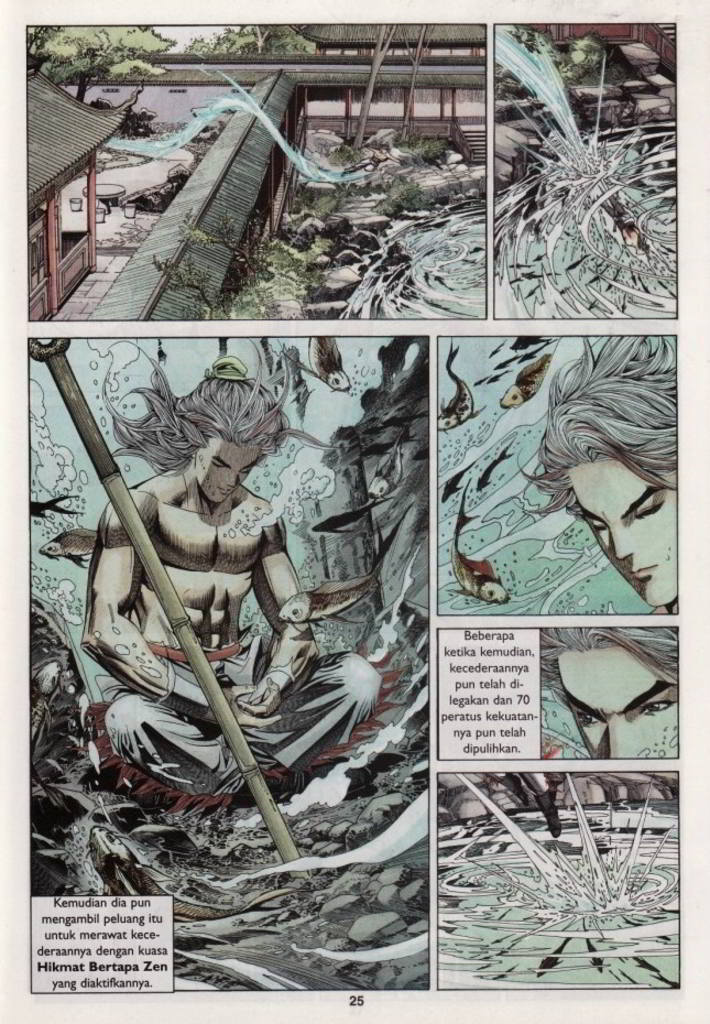 Kemudian dia pun
mengambil peluang itu
untuk merawat kece-
deraannya dengan kuasa
Hikmat Bertapa Zen
yang diaktifkannya.
Beberapa
ketika kemudian,
kecederaannya
pun telah di-
legakan dan 70
peratus kekuatan-
nya pun telah
dipulihkan.
25